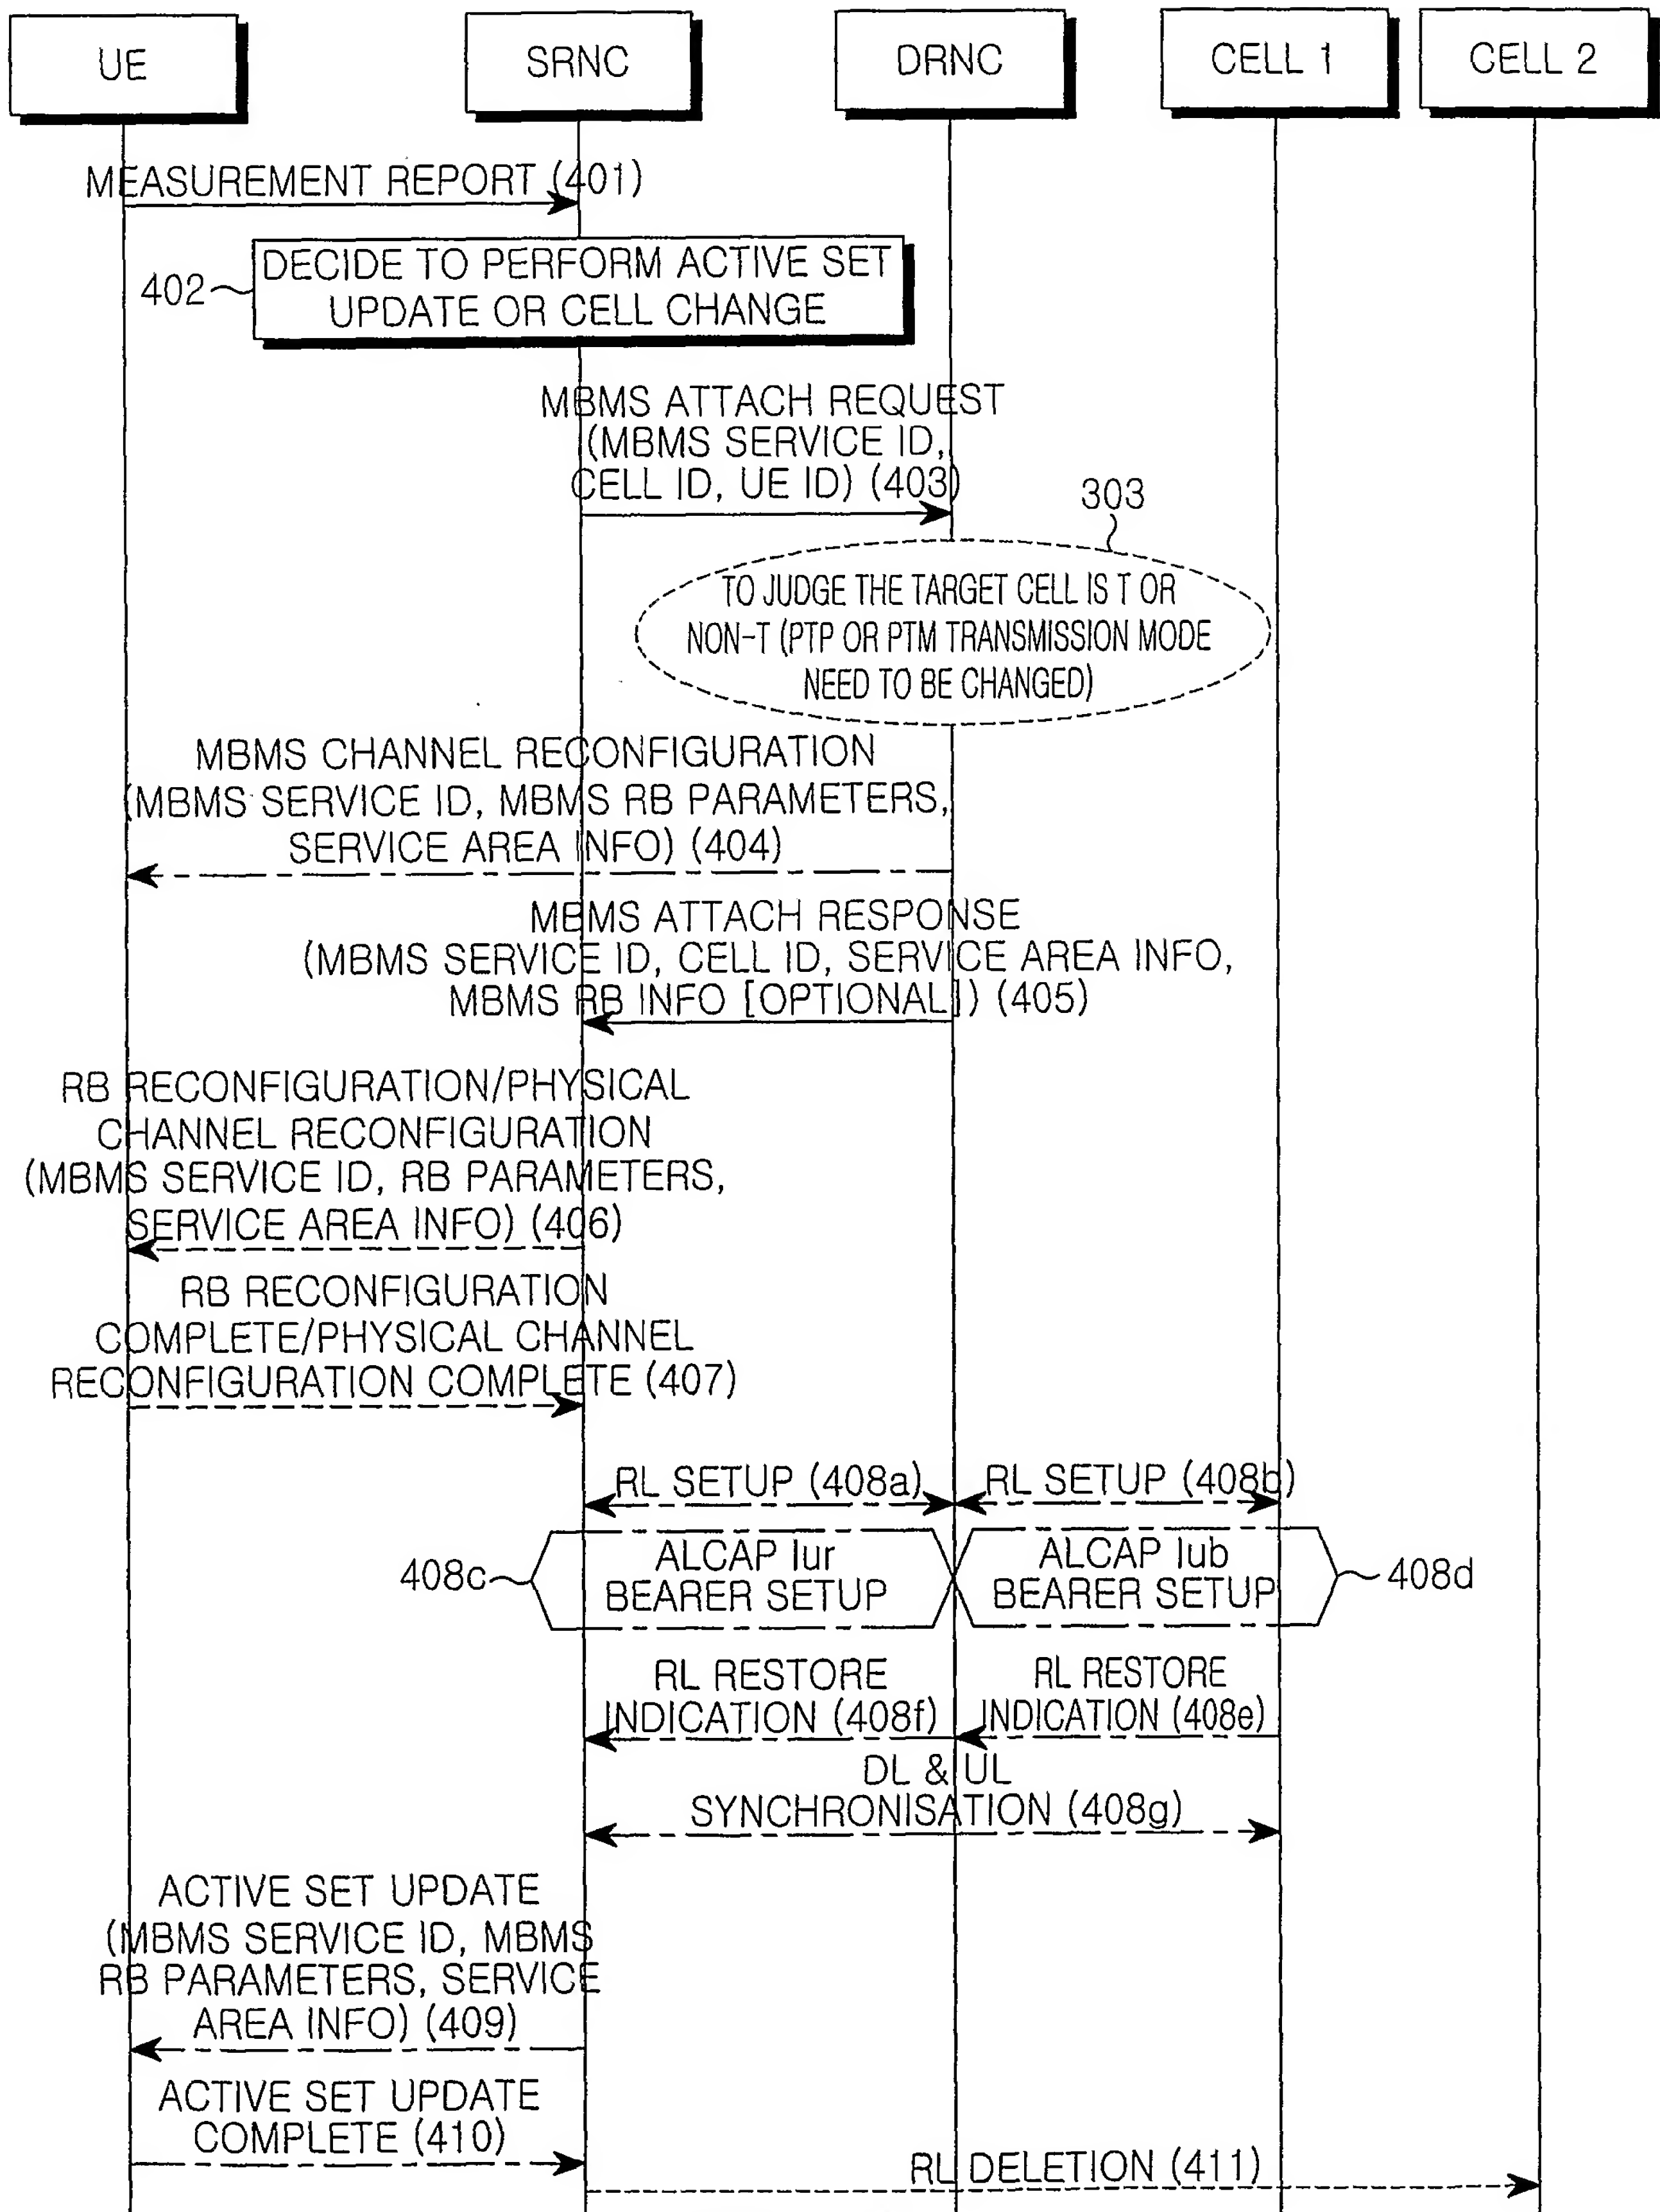 UE
SRNC
DRNC
CELL 1
CELL 2
MEASUREMENT REPORT (401)
402
DECIDE TO PERFORM ACTIVE SET
UPDATE OR CELL CHANGE
MBMS ATTACH REQUEST
(MBMS SERVICE ID,
CELL ID, UE ID) (403)
303
TO JUDGE THE TARGET CELL IS T OR
NON-T (PTP OR PTM TRANSMISSION MODE
NEED TO BE CHANGED)
MBMS CHANNEL RECONFIGURATION
(MBMS SERVICE ID, MBMS RB PARAMETERS,
SERVICE AREA INFO) (404)
MBMS ATTACH RESPONSE
(MBMS SERVICE ID, CELL ID, SERVICE AREA INFO,
MBMS RB INFO [OPTIONAL]) (405)
RB RECONFIGURATION/PHYSICAL
CHANNEL RECONFIGURATION
(MBMS SERVICE ID, RB PARAMETERS,
SERVICE AREA INFO) (406)
RB RECONFIGURATION
COMPLETE/PHYSICAL CHANNEL
RECONFIGURATION COMPLETE (407)
RL SETUP (408a)
RL SETUP (408b)
408c
ALCAP Iur
BEARER SETUP
ALCAP Iub
BEARER SETUP
408d
RL RESTORE
INDICATION (408f)
RL RESTORE
INDICATION (408e)
DL & UL
SYNCHRONISATION (408g)
ACTIVE SET UPDATE
(MBMS SERVICE ID, MBMS
RB PARAMETERS, SERVICE
AREA INFO) (409)
ACTIVE SET UPDATE
COMPLETE (410)
RL DELETION (411)